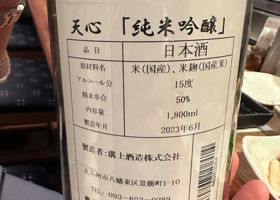 天心 「純米吟醸」
品目 日本酒
原材料名 米(国産)、米麹(国産米)
アルコール分 15度
精米歩合 50%
内容量 1,800ml
製造年月 2023年6月
製造者:溝上酒造株式会社
北九州市八幡東区景勝町1-10
093-652-0289